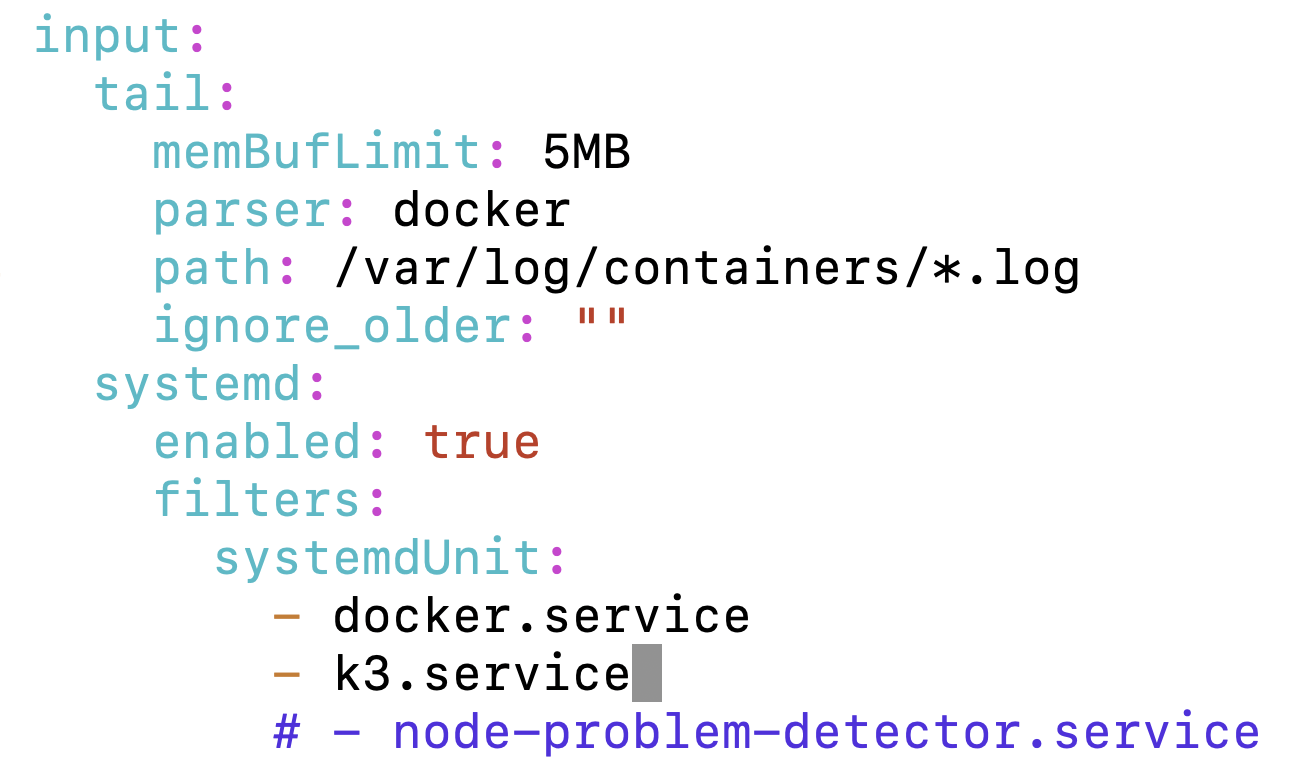 input:
  tail:
    memBufLimit: 5MB
    parser: docker
    path: /var/log/containers/*.log
    ignore_older: ""
  systemd:
    enabled: true
    filters:
      systemdUnit:
        - docker.service
        - k3.service
        # - node-problem-detector.service